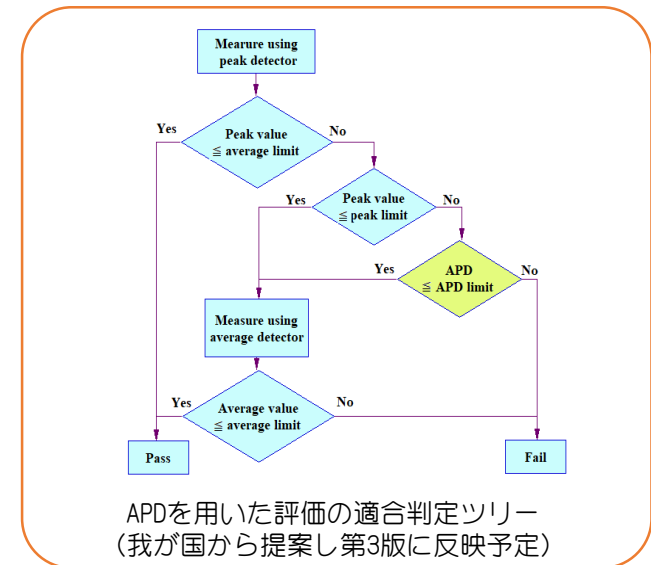 Mearure using
peak detector
Yes
Peak value
≦ average limit
No
Yes
Peak value
≦ peak limit
No
Yes
APD
≦ APD limit
No
Measure using
average detector
Yes
Average value
≦ average limit
No
Pass
Fail
APDを用いた評価の適合判定ツリー
（我が国から提案し第3版に反映予定）